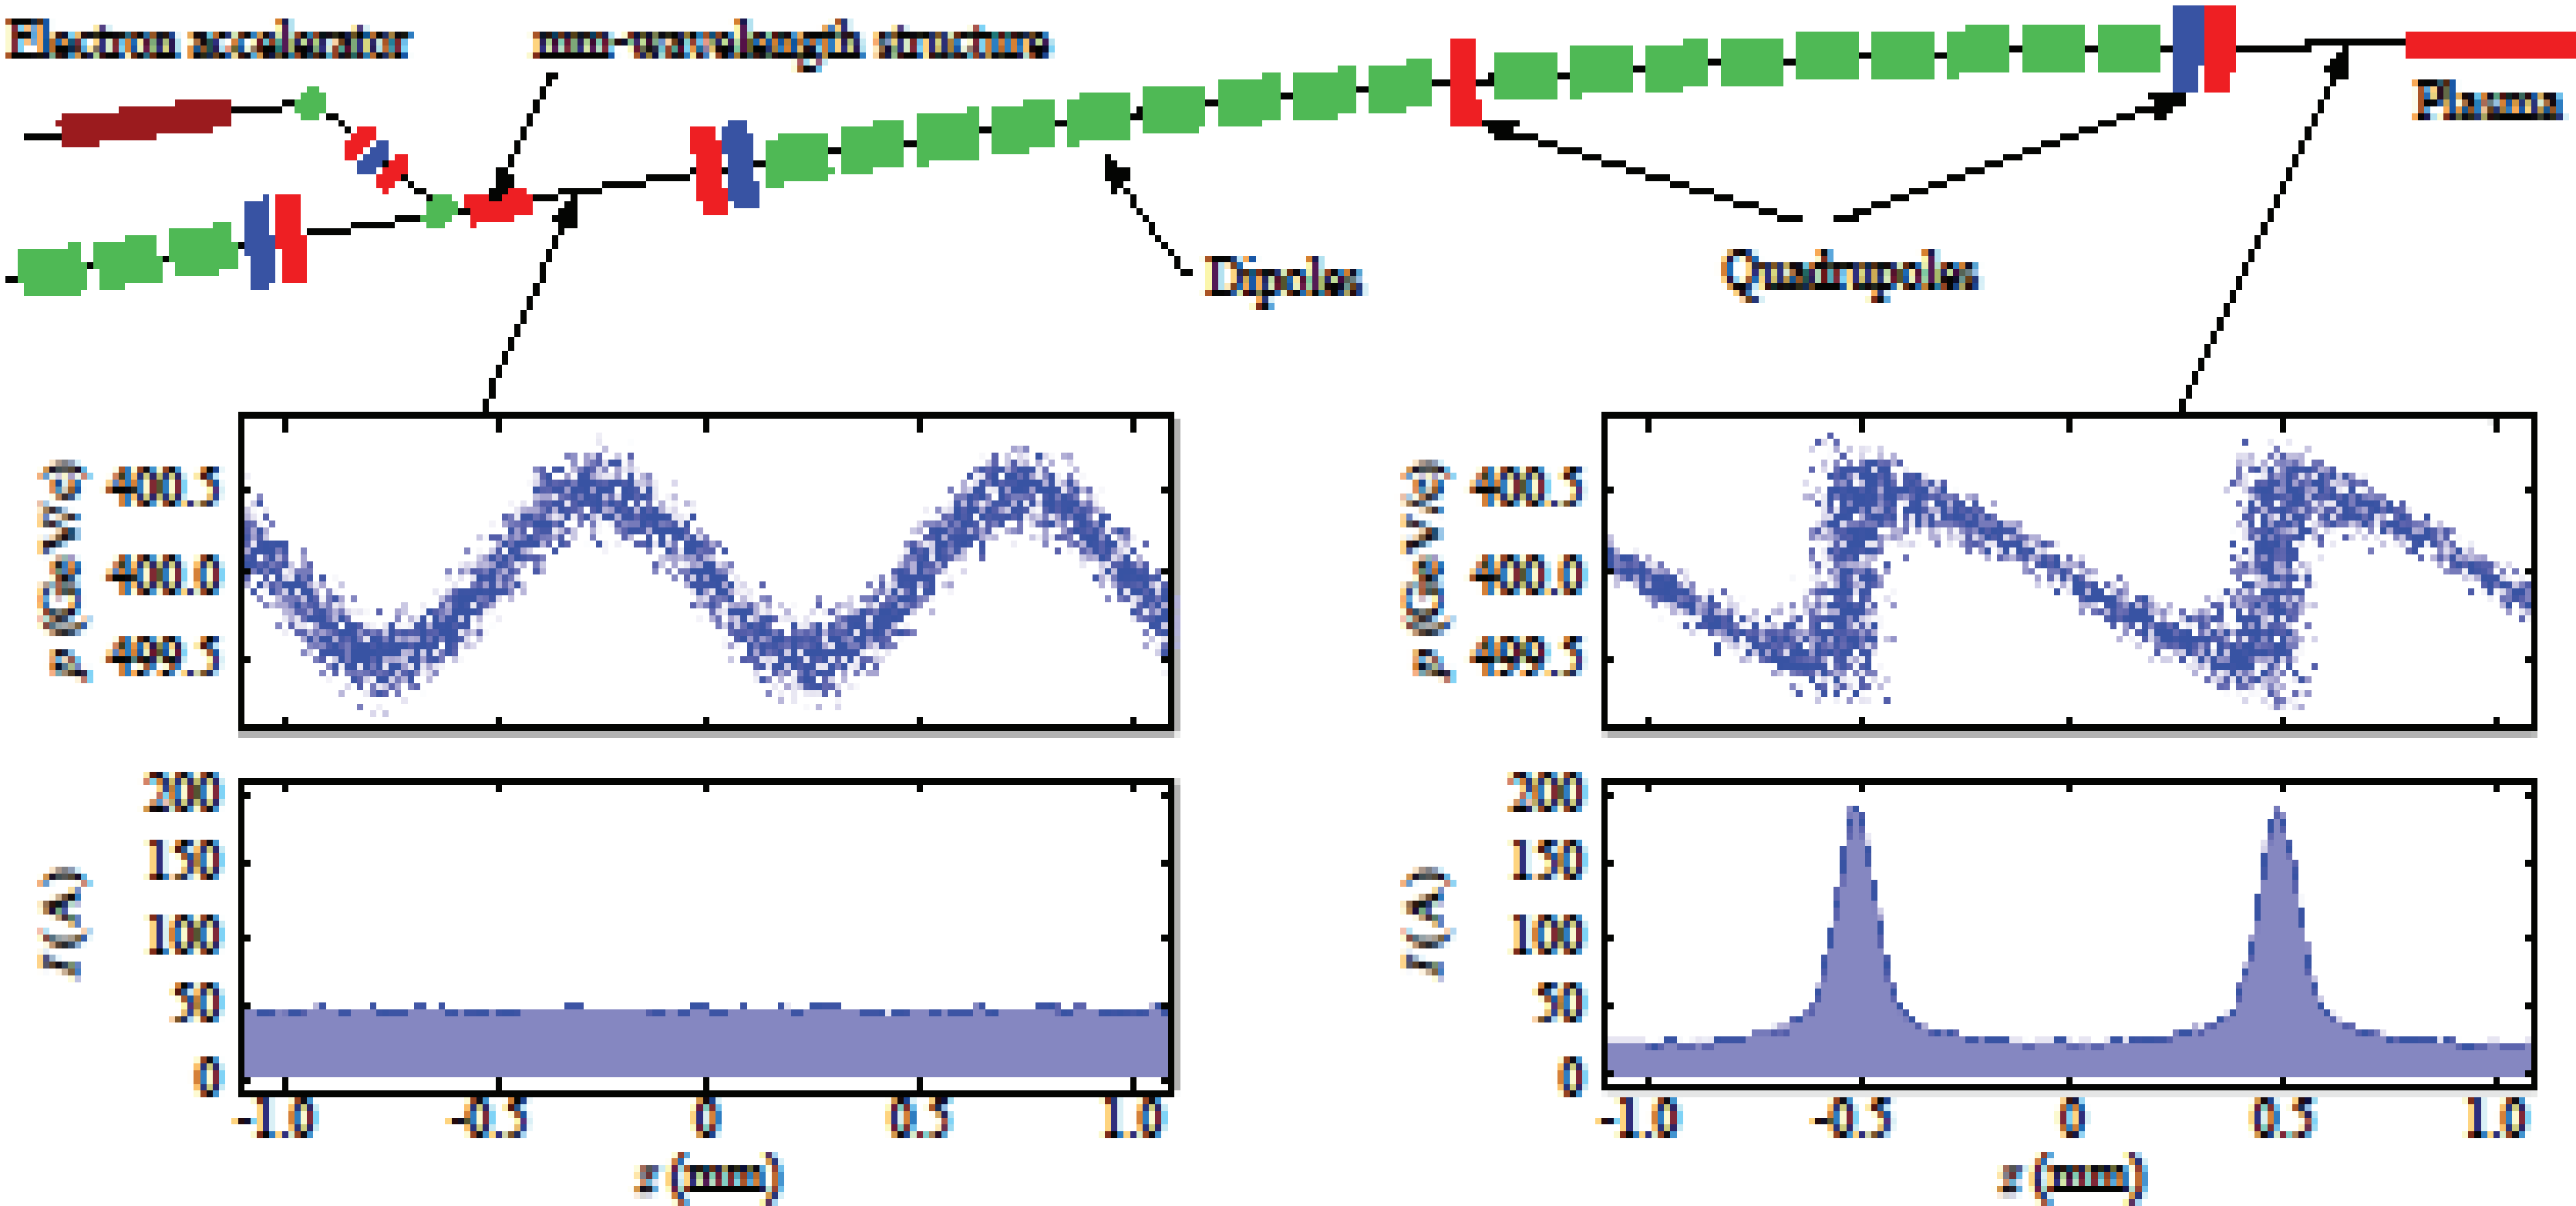 Electron accelerator
mm-wavelength structure
Plasma
Dipoles
Quadrupoles
p (GeV/c)
400.5
400.0
499.5
p (GeV/c)
400.5
400.0
499.5
I (A)
200
150
100
50
0
-1.0 -0.5 0 0.5 1.0
s (mm)
I (A)
200
150
100
50
0
-1.0 -0.5 0 0.5 1.0
s (mm)